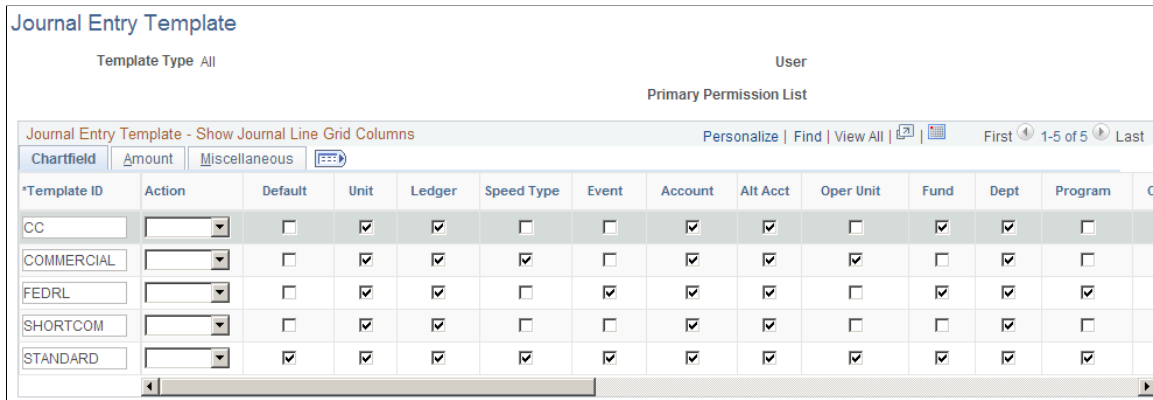 Journal Entry Template
Template Type All User
Primary Permission List
Journal Entry Template - Show Journal Line Grid Columns Personalize | Find | View All | | First 1-5 of 5 Last
Chartfield Amount Miscellaneous
*Template ID Action Default Unit Ledger Speed Type Event Account Alt Acct Oper Unit Fund Dept Program
CC
COMMERCIAL
FEDRL
SHORTCOM
STANDARD